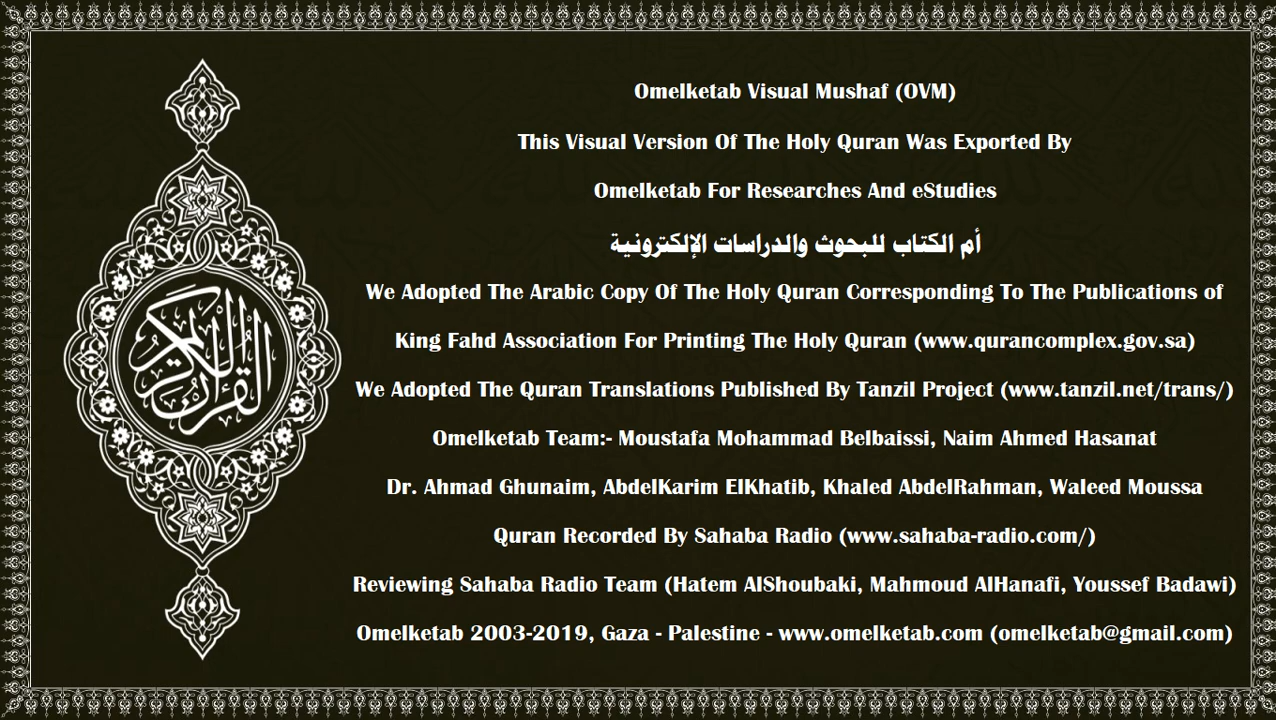 القرآن الكريم
Omelketab Visual Mushaf (OVM)
This Visual Version Of The Holy Quran Was Exported By
Omelketab For Researches And eStudies
أم الكتاب للبحوث والدراسات الإلكترونية
We Adopted The Arabic Copy Of The Holy Quran Corresponding To The Publications of
King Fahd Association For Printing The Holy Quran (www.qurancomplex.gov.sa)
We Adopted The Quran Translations Published By Tanzil Project (www.tanzil.net/trans/)
Omelketab Team:- Moustafa Mohammad Belbaissi, Naim Ahmed Hasanat
Dr. Ahmad Ghunaim, AbdelKarim ElKhatib, Khaled AbdelRahman, Waleed Moussa
Quran Recorded By Sahaba Radio (www.sahaba-radio.com/)
Reviewing Sahaba Radio Team (Hatem AlShoubaki, Mahmoud AlHanafi, Youssef Badawi)
Omelketab 2003-2019, Gaza - Palestine - www.omelketab.com (omelketab@gmail.com)